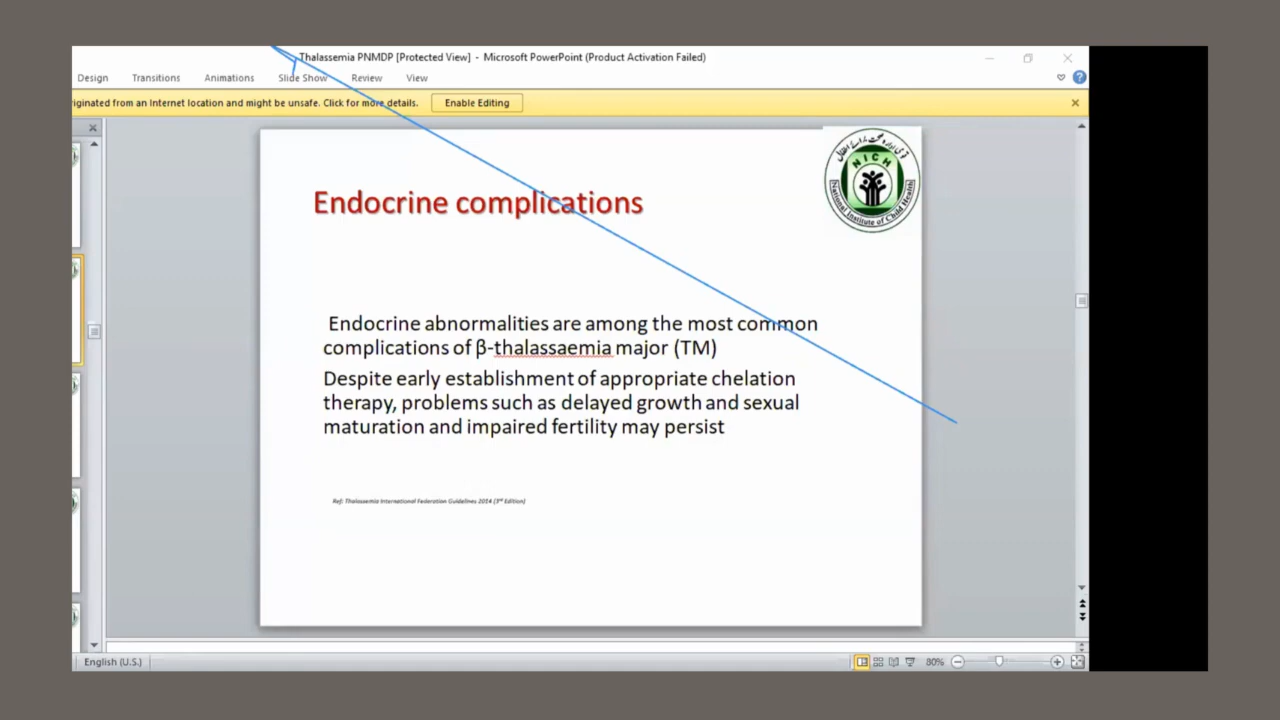 Thalassemia PNMDP [Protected View] - Microsoft PowerPoint (Product Activation Failed)
Design Transitions Animations Slide Show Review View
iginated from an Internet location and might be unsafe. Click for more details. Enable Editing
NICH
National Institute of Child Health
Endocrine complications
Endocrine abnormalities are among the most common
complications of β-thalassaemia major (TM)
Despite early establishment of appropriate chelation
therapy, problems such as delayed growth and sexual
maturation and impaired fertility may persist
Ref: Thalassemia International Federation Guidelines 2014 (3rd Edition)
English (U.S.) 80%